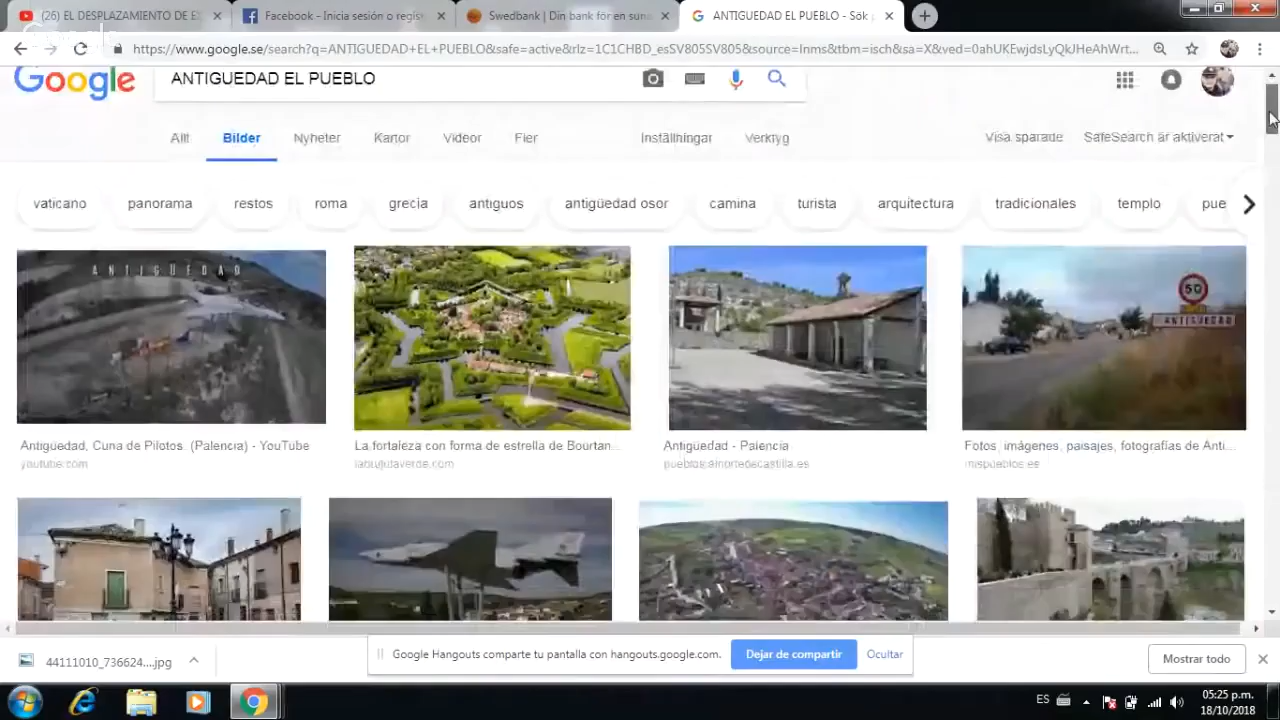 (26) EL DESPLAZAMIENTO DE E
Facebook - Inicia sesión o regis
Swedbank | Din bank för en sun
ANTIGUEDAD EL PUEBLO - Sök
https://www.google.se/search?q=ANTIGUEDAD+EL+PUEBLO&safe=active&rlz=1C1CHBD_esSV805SV805&source=lnms&tbm=isch&sa=X&ved=0ahUKEwjdsLyQkJHeAhWrt...
Google
ANTIGUEDAD EL PUEBLO
Allt Bilder Nyheter Kartor Videor Fler Inställningar Verktyg Visa sparade SafeSearch är aktiverat
vaticano panorama restos roma grecia antiguos antigüedad osor camina turista arquitectura tradicionales templo pue
ANTIGÜEDAD
50
ANTIGUEDAD
Antigüedad, Cuna de Pilotos. (Palencia) - YouTube
youtube.com
La fortaleza con forma de estrella de Bourtan...
Antigüedad - Palencia
Fotos, imágenes, paisajes, fotografías de Anti...
mispueblos.es
44111010_736624....jpg
Google Hangouts comparte tu pantalla con hangouts.google.com.
Dejar de compartir
Ocultar
Mostrar todo
ES
05:25 p.m.
18/10/2018